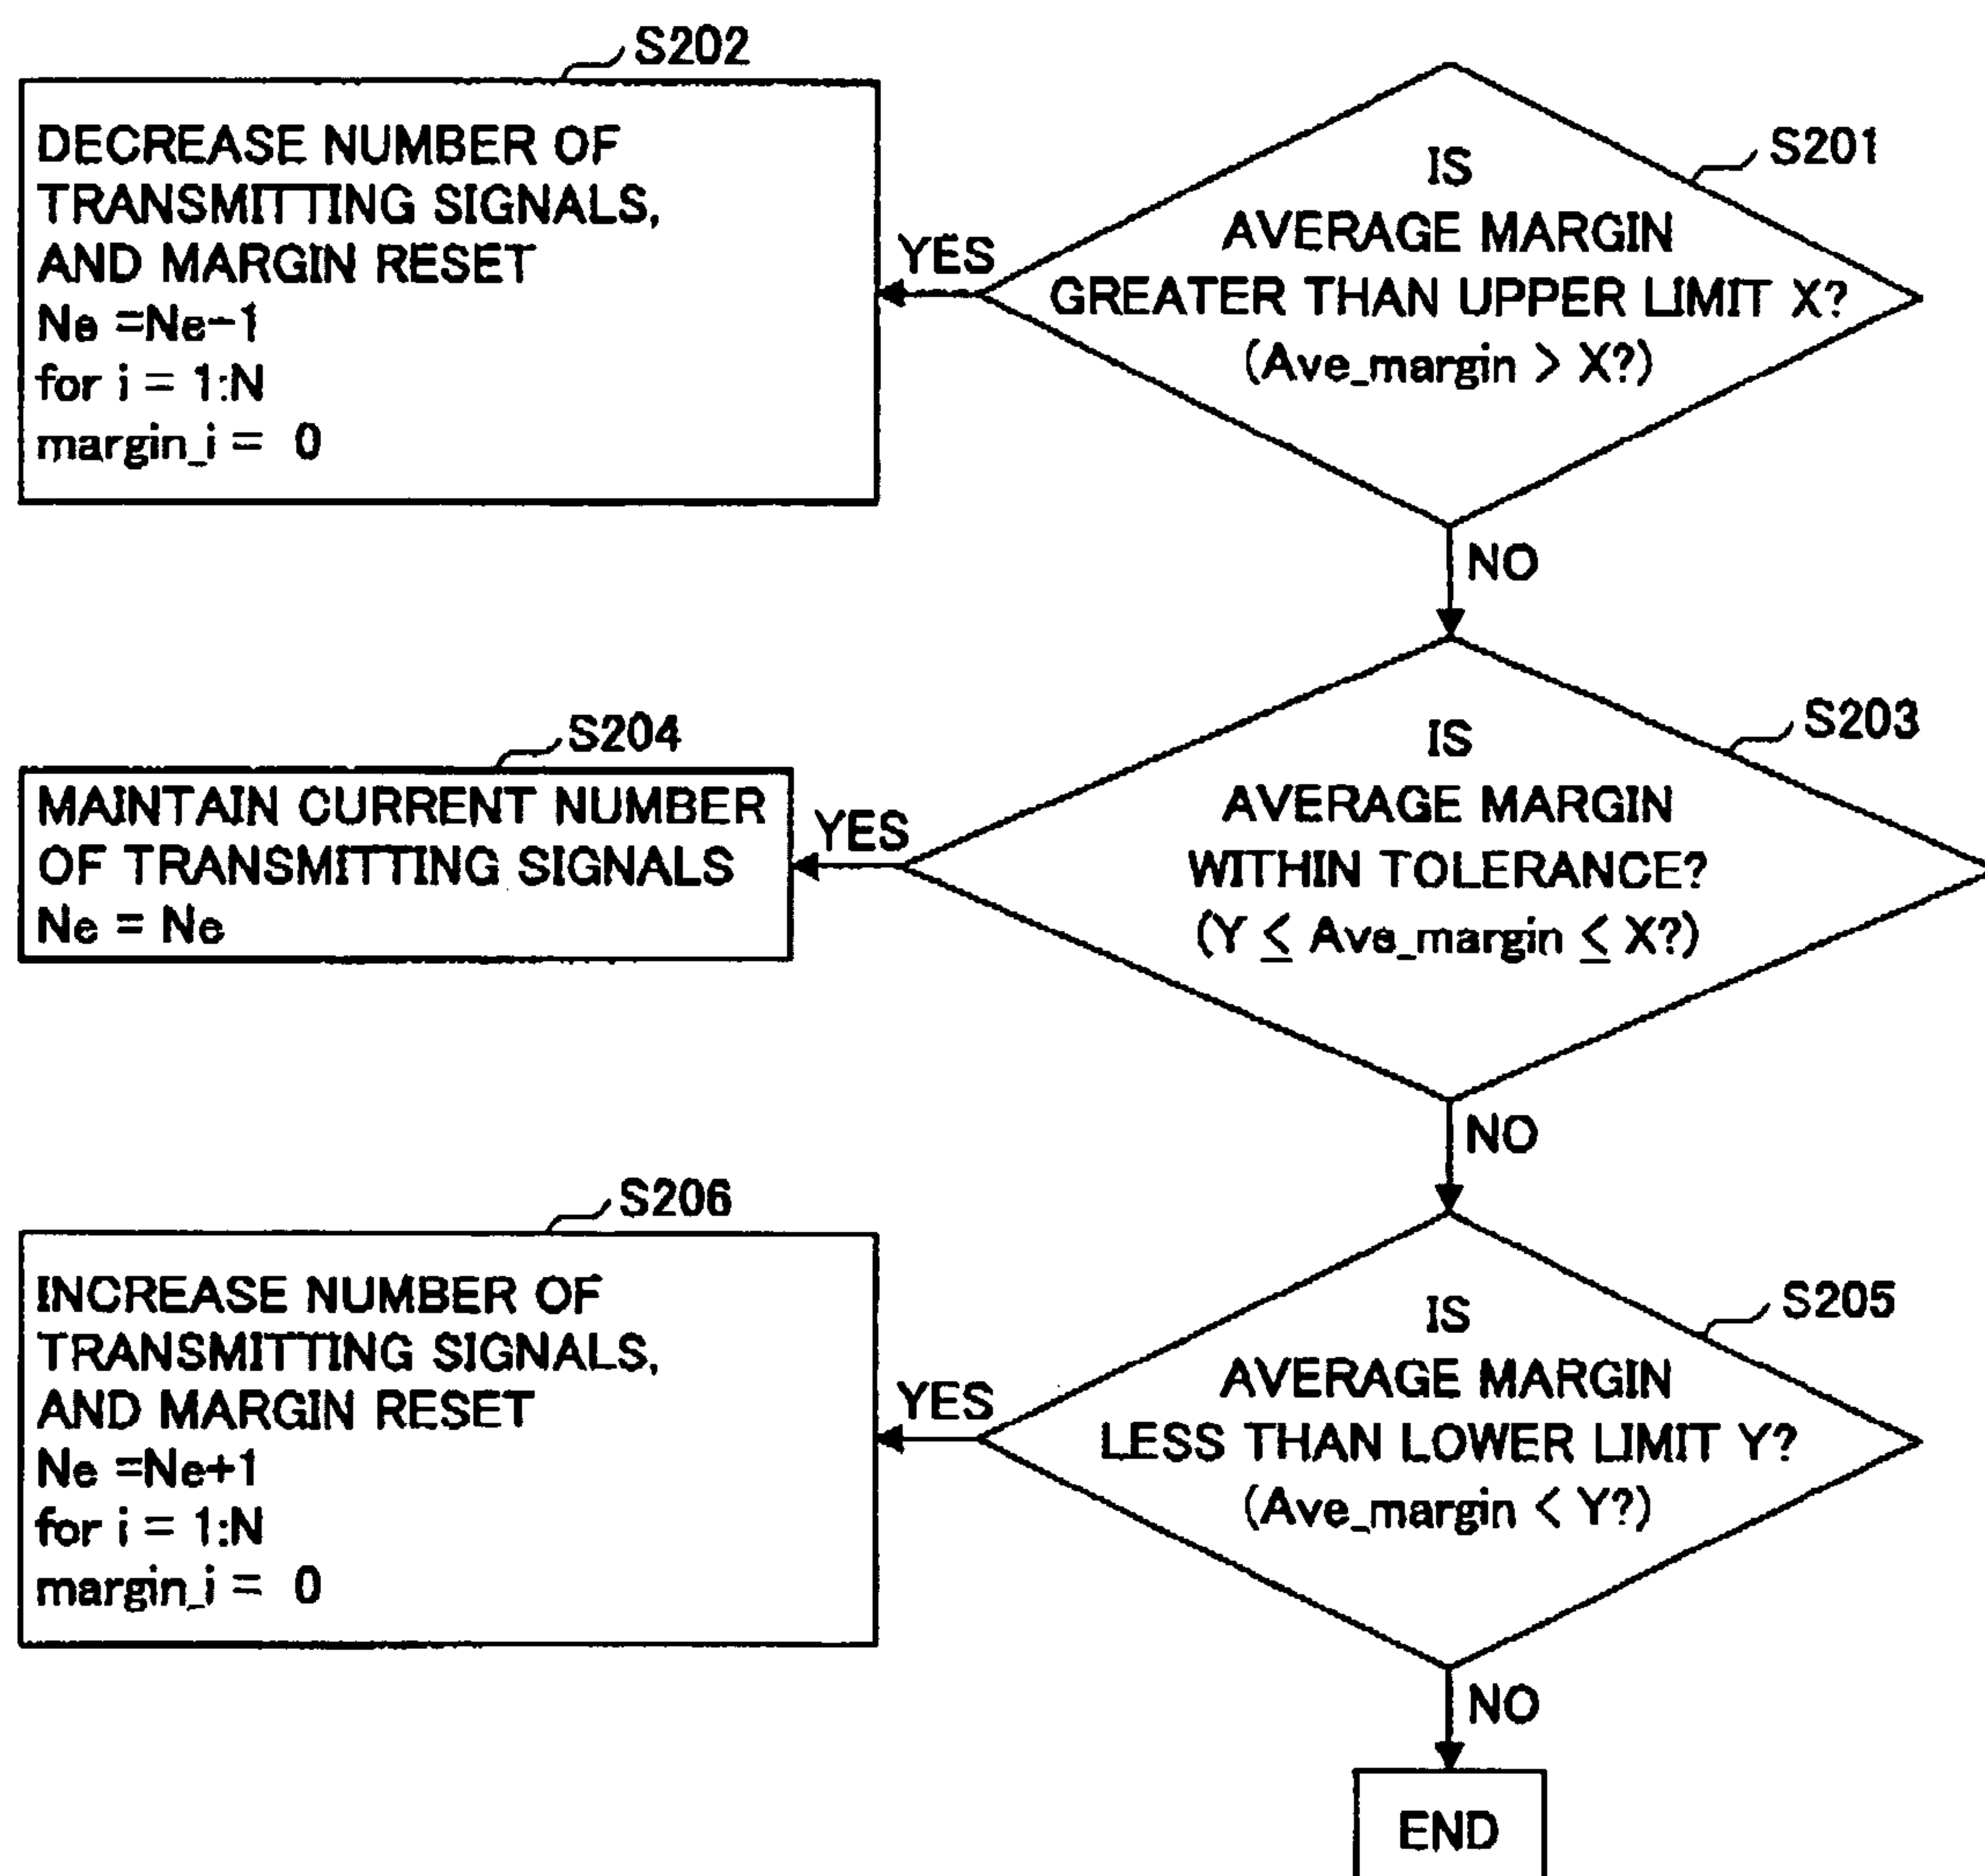 S202
DECREASE NUMBER OF
TRANSMITTING SIGNALS,
AND MARGIN RESET
Ne =Ne-1
for i = 1:N
margin_i = 0
S201
IS
AVERAGE MARGIN
GREATER THAN UPPER LIMIT X?
(Ave_margin > X?)
YES
NO
S204
MAINTAIN CURRENT NUMBER
OF TRANSMITTING SIGNALS
Ne = Ne
S203
IS
AVERAGE MARGIN
WITHIN TOLERANCE?
(Y ≤ Ave_margin ≤ X?)
YES
NO
S206
INCREASE NUMBER OF
TRANSMITTING SIGNALS,
AND MARGIN RESET
Ne =Ne+1
for i = 1:N
margin_i = 0
S205
IS
AVERAGE MARGIN
LESS THAN LOWER LIMIT Y?
(Ave_margin < Y?)
YES
NO
END